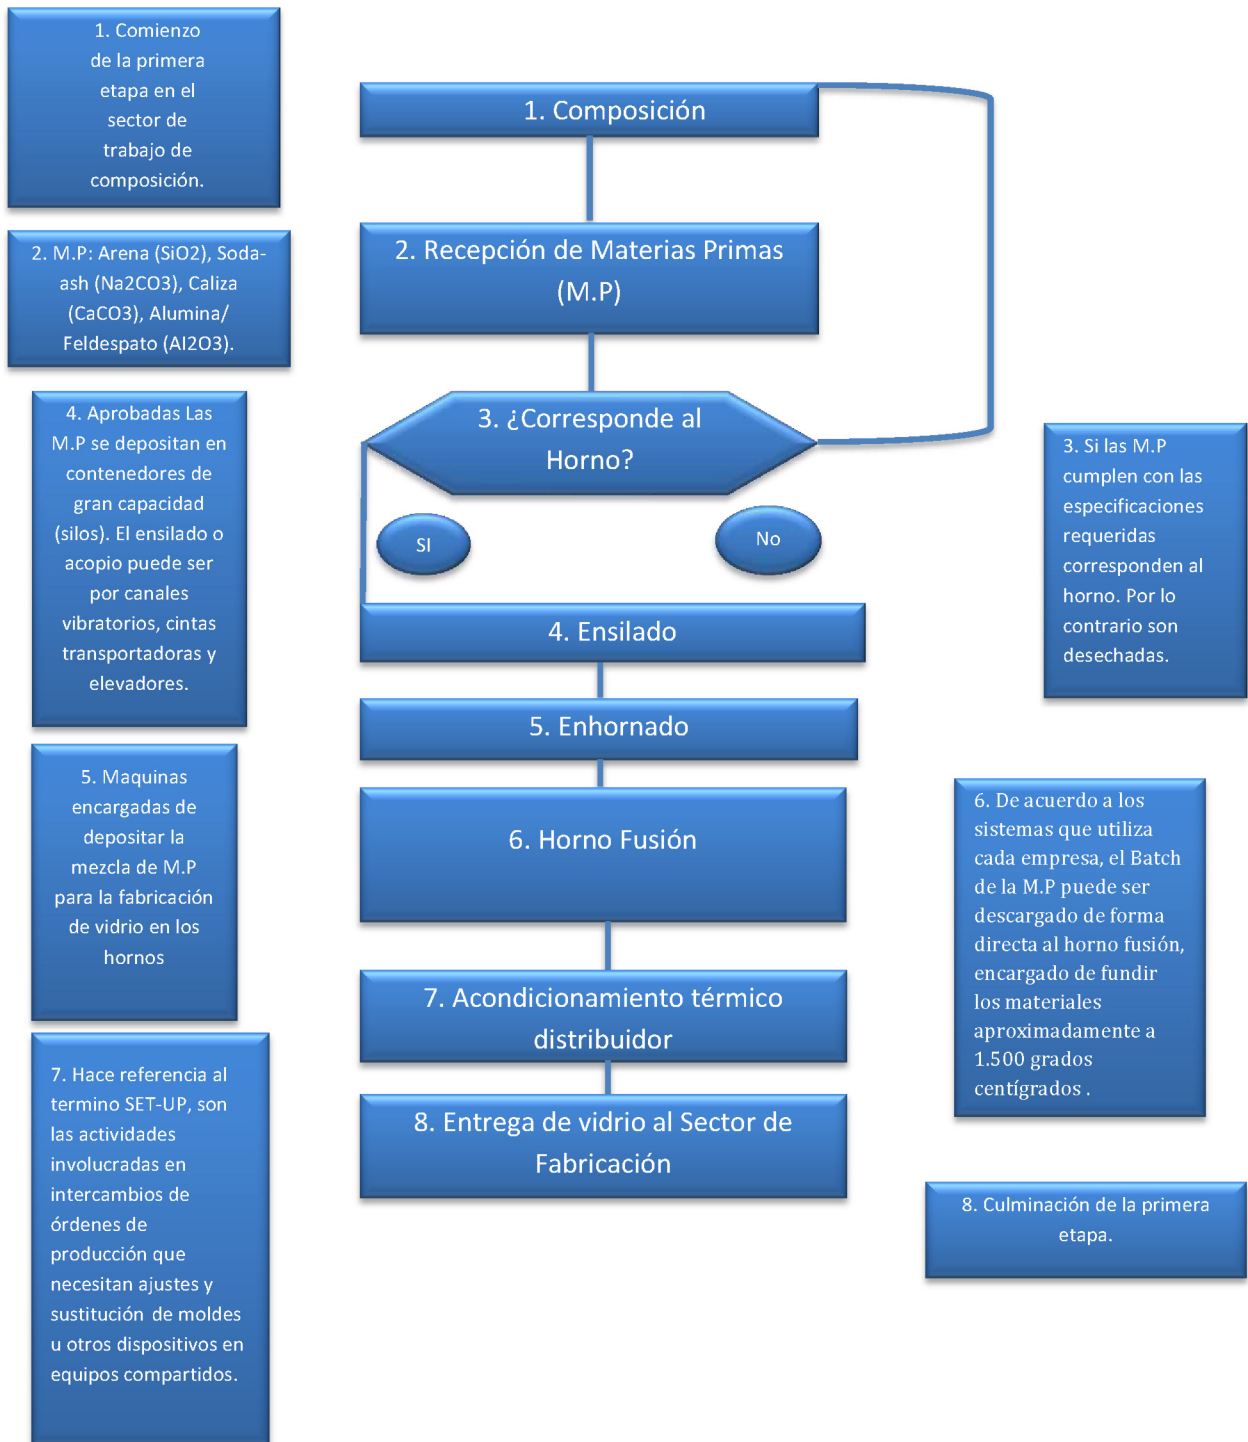 1. Comienzo
de la primera
etapa en el
sector de
trabajo de
composición.
1. Composición
2. M.P: Arena (SiO2), Soda-
ash (Na2CO3), Caliza
(CaCO3), Alumina/
Feldespato (Al2O3).
2. Recepción de Materias Primas
(M.P)
4. Aprobadas Las
M.P se depositan en
contenedores de
gran capacidad
(silos). El ensilado o
acopio puede ser
por canales
vibratorios, cintas
transportadoras y
elevadores.
3. ¿Corresponde al
Horno?
SI
No
3. Si las M.P
cumplen con las
especificaciones
requeridas
corresponden al
horno. Por lo
contrario son
desechadas.
4. Ensilado
5. Enhornado
5. Maquinas
encargadas de
depositar la
mezcla de M.P
para la fabricación
de vidrio en los
hornos
6. Horno Fusión
6. De acuerdo a los
sistemas que utiliza
cada empresa, el Batch
de la M.P puede ser
descargado de forma
directa al horno fusión,
encargado de fundir
los materiales
aproximadamente a
1.500 grados
centígrados .
7. Acondicionamiento térmico
distribuidor
7. Hace referencia al
termino SET-UP, son
las actividades
involucradas en
intercambios de
órdenes de
producción que
necesitan ajustes y
sustitución de moldes
u otros dispositivos en
equipos compartidos.
8. Entrega de vidrio al Sector de
Fabricación
8. Culminación de la primera
etapa.